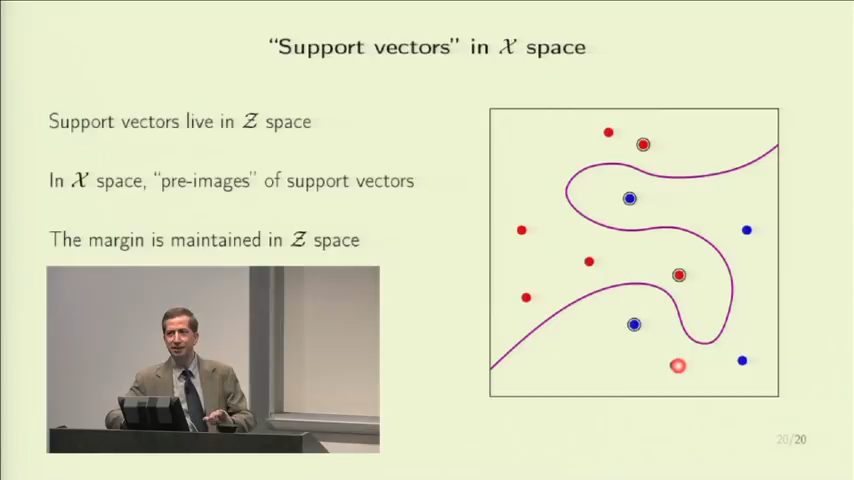 “Support vectors” in 𝒳 space
Support vectors live in 𝒵 space
In 𝒳 space, “pre-images” of support vectors
The margin is maintained in 𝒵 space
20/20